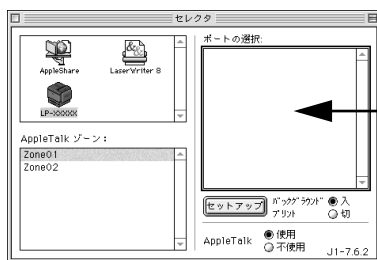 セレクタ
AppleShare
LaserWriter 8
LP-XXXXX
AppleTalk ゾーン：
Zone01
Zone02
ポートの選択:
セットアップ
バックグラウンド プリント
入
切
AppleTalk
使用
不使用
J1-7.6.2